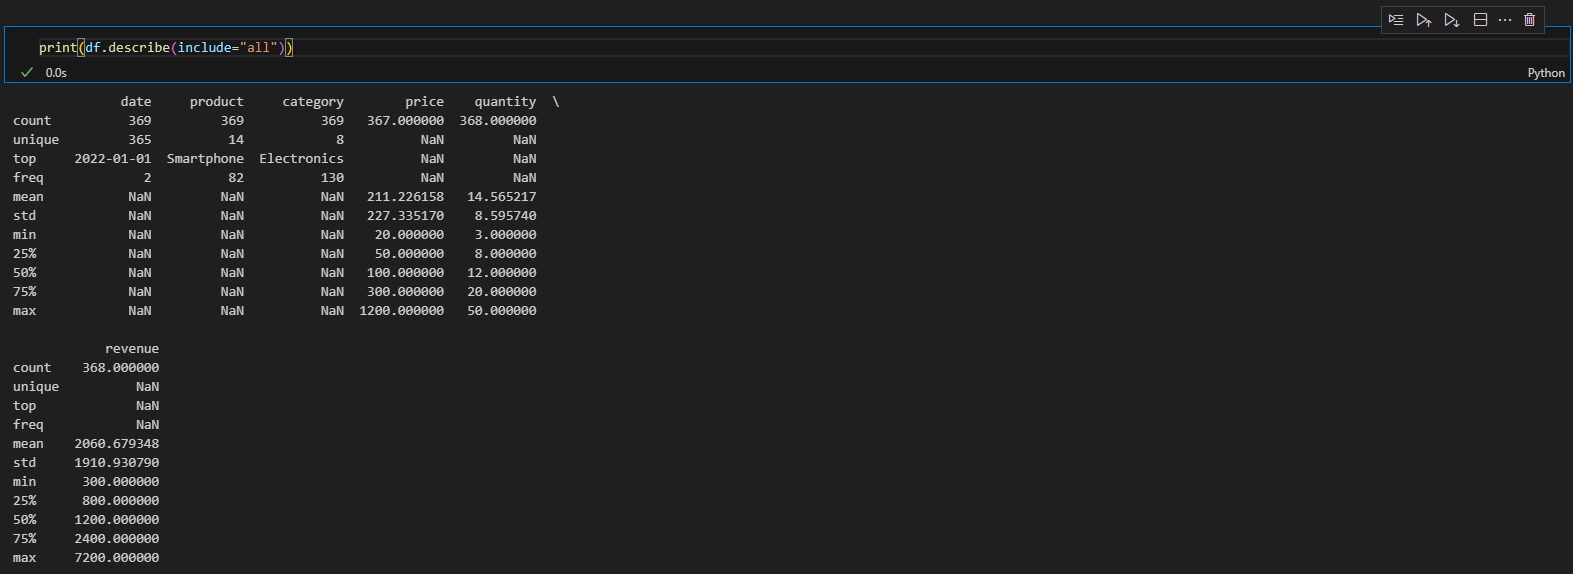 print(df.describe(include="all"))
0.0s
Python
date product category price quantity \
count 369 369 369 367.000000 368.000000
unique 365 14 8 NaN NaN
top 2022-01-01 Smartphone Electronics NaN NaN
freq 2 82 130 NaN NaN
mean NaN NaN NaN 211.226158 14.565217
std NaN NaN NaN 227.335170 8.595740
min NaN NaN NaN 20.000000 3.000000
25% NaN NaN NaN 50.000000 8.000000
50% NaN NaN NaN 100.000000 12.000000
75% NaN NaN NaN 300.000000 20.000000
max NaN NaN NaN 1200.000000 50.000000
revenue
count 368.000000
unique NaN
top NaN
freq NaN
mean 2060.679348
std 1910.930790
min 300.000000
25% 800.000000
50% 1200.000000
75% 2400.000000
max 7200.000000